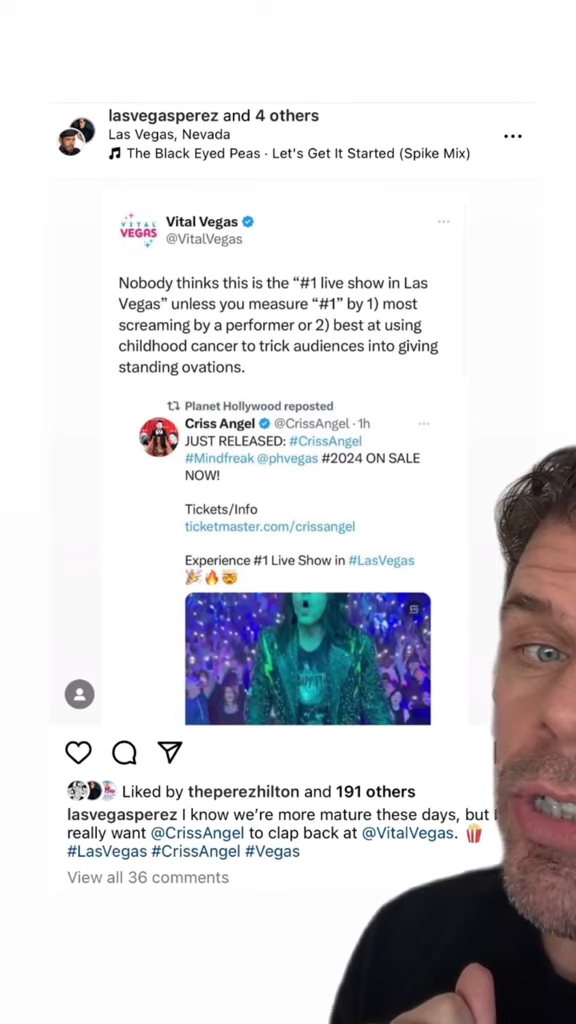 lasvegasperez and 4 others
Las Vegas, Nevada
The Black Eyed Peas · Let's Get It Started (Spike Mix)
VITAL
VEGAS
Vital Vegas
@VitalVegas
Nobody thinks this is the “#1 live show in Las
Vegas” unless you measure “#1” by 1) most
screaming by a performer or 2) best at using
childhood cancer to trick audiences into giving
standing ovations.
Planet Hollywood reposted
Criss Angel @CrissAngel · 1h
JUST RELEASED: #CrissAngel
#Mindfreak @phvegas #2024 ON SALE
NOW!
Tickets/Info
ticketmaster.com/crissangel
Experience #1 Live Show in #LasVegas
🎉🔥🤯
Liked by theperezhilton and 191 others
lasvegasperez I know we’re more mature these days, but I
really want @CrissAngel to clap back at @VitalVegas. 🍿
#LasVegas #CrissAngel #Vegas
View all 36 comments